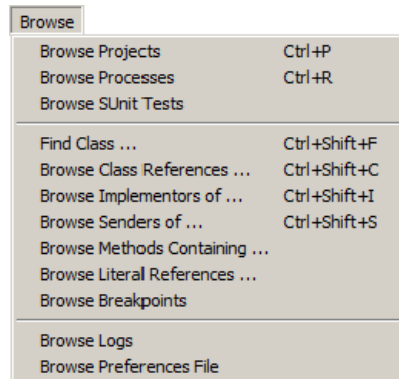 Browse
Browse Projects Ctrl+P
Browse Processes Ctrl+R
Browse SUnit Tests
Find Class ... Ctrl+Shift+F
Browse Class References ... Ctrl+Shift+C
Browse Implementors of ... Ctrl+Shift+I
Browse Senders of ... Ctrl+Shift+S
Browse Methods Containing ...
Browse Literal References ...
Browse Breakpoints
Browse Logs
Browse Preferences File